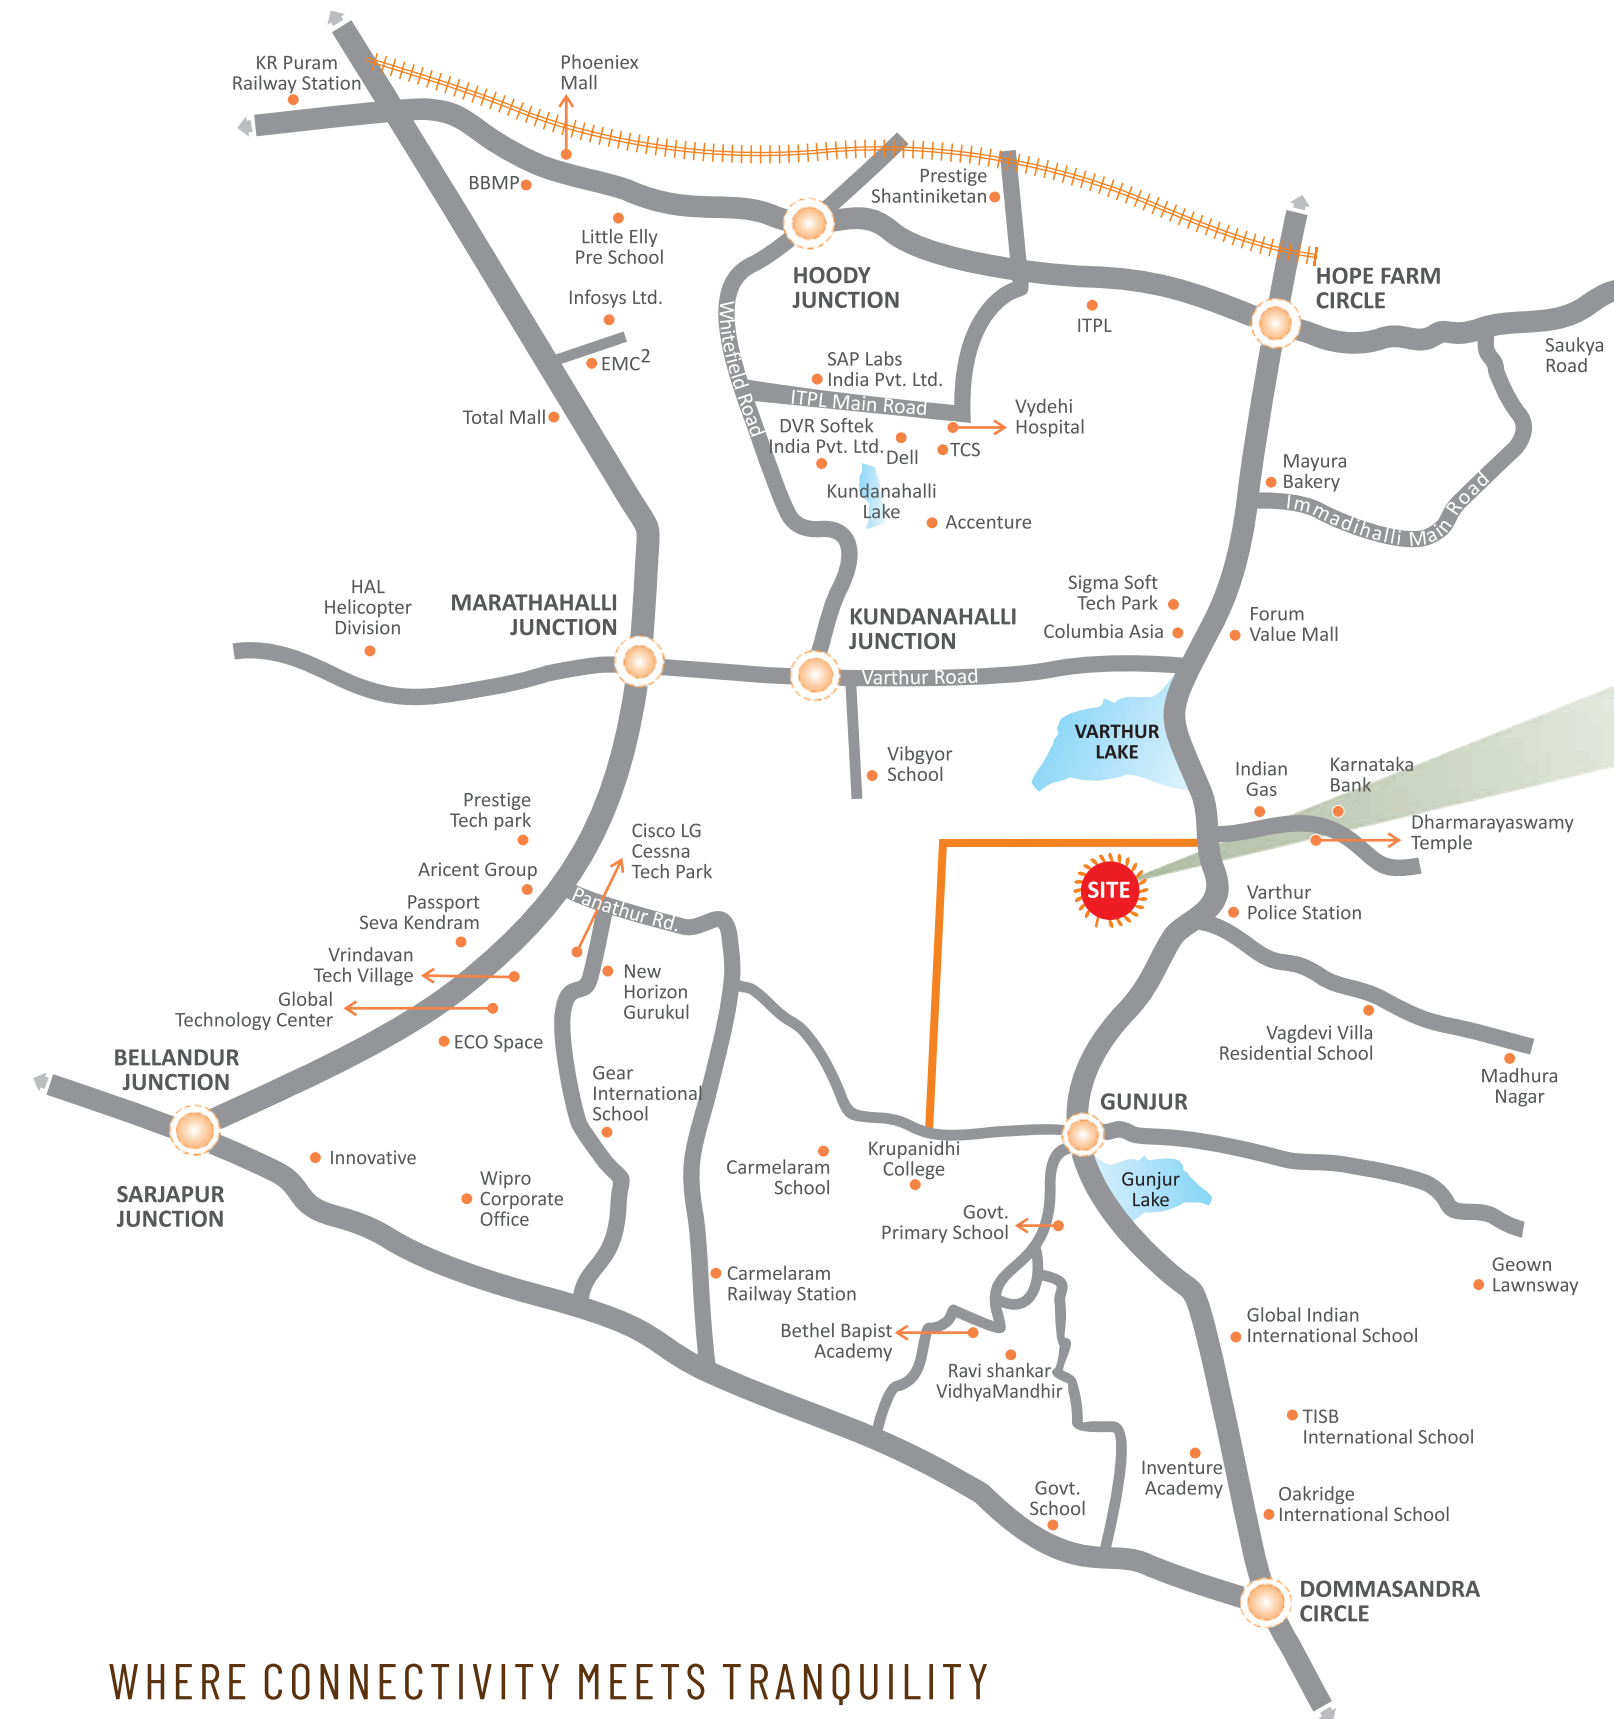 KR Puram
Railway Station
Phoeniex
Mall
BBMP
Prestige
Shantiniketan
Little Elly
Pre School
HOODY
JUNCTION
HOPE FARM
CIRCLE
Infosys Ltd.
ITPL
EMC2
Whitefield Road
SAP Labs
India Pvt. Ltd.
Saukya
Road
ITPL Main Road
Total Mall
Vydehi
Hospital
DVR Softek
India Pvt. Ltd.
Dell
TCS
Mayura
Bakery
Kundanahalli
Lake
Accenture
Immadihalli Main Road
HAL
Helicopter
Division
MARATHAHALLI
JUNCTION
KUNDANAHALLI
JUNCTION
Sigma Soft
Tech Park
Columbia Asia
Forum
Value Mall
Varthur Road
VARTHUR
LAKE
Vibgyor
School
Indian
Gas
Karnataka
Bank
Prestige
Tech park
Cisco LG
Cessna
Tech Park
Dharmarayaswamy
Temple
Aricent Group
SITE
Panathur Rd.
Passport
Seva Kendram
Varthur
Police Station
Vrindavan
Tech Village
New
Horizon
Gurukul
Global
Technology Center
ECO Space
Vagdevi Villa
Residential School
BELLANDUR
JUNCTION
Madhura
Nagar
Gear
International
School
GUNJUR
Innovative
Krupanidhi
College
Carmelaram
School
Gunjur
Lake
SARJAPUR
JUNCTION
Wipro
Corporate
Office
Govt.
Primary School
Carmelaram
Railway Station
Geown
Lawnsway
Bethel Bapist
Academy
Global Indian
International School
Ravi shankar
VidhyaMandhir
TISB
International School
Inventure
Academy
Govt.
School
Oakridge
International School
DOMMASANDRA
CIRCLE
WHERE CONNECTIVITY MEETS TRANQUILITY